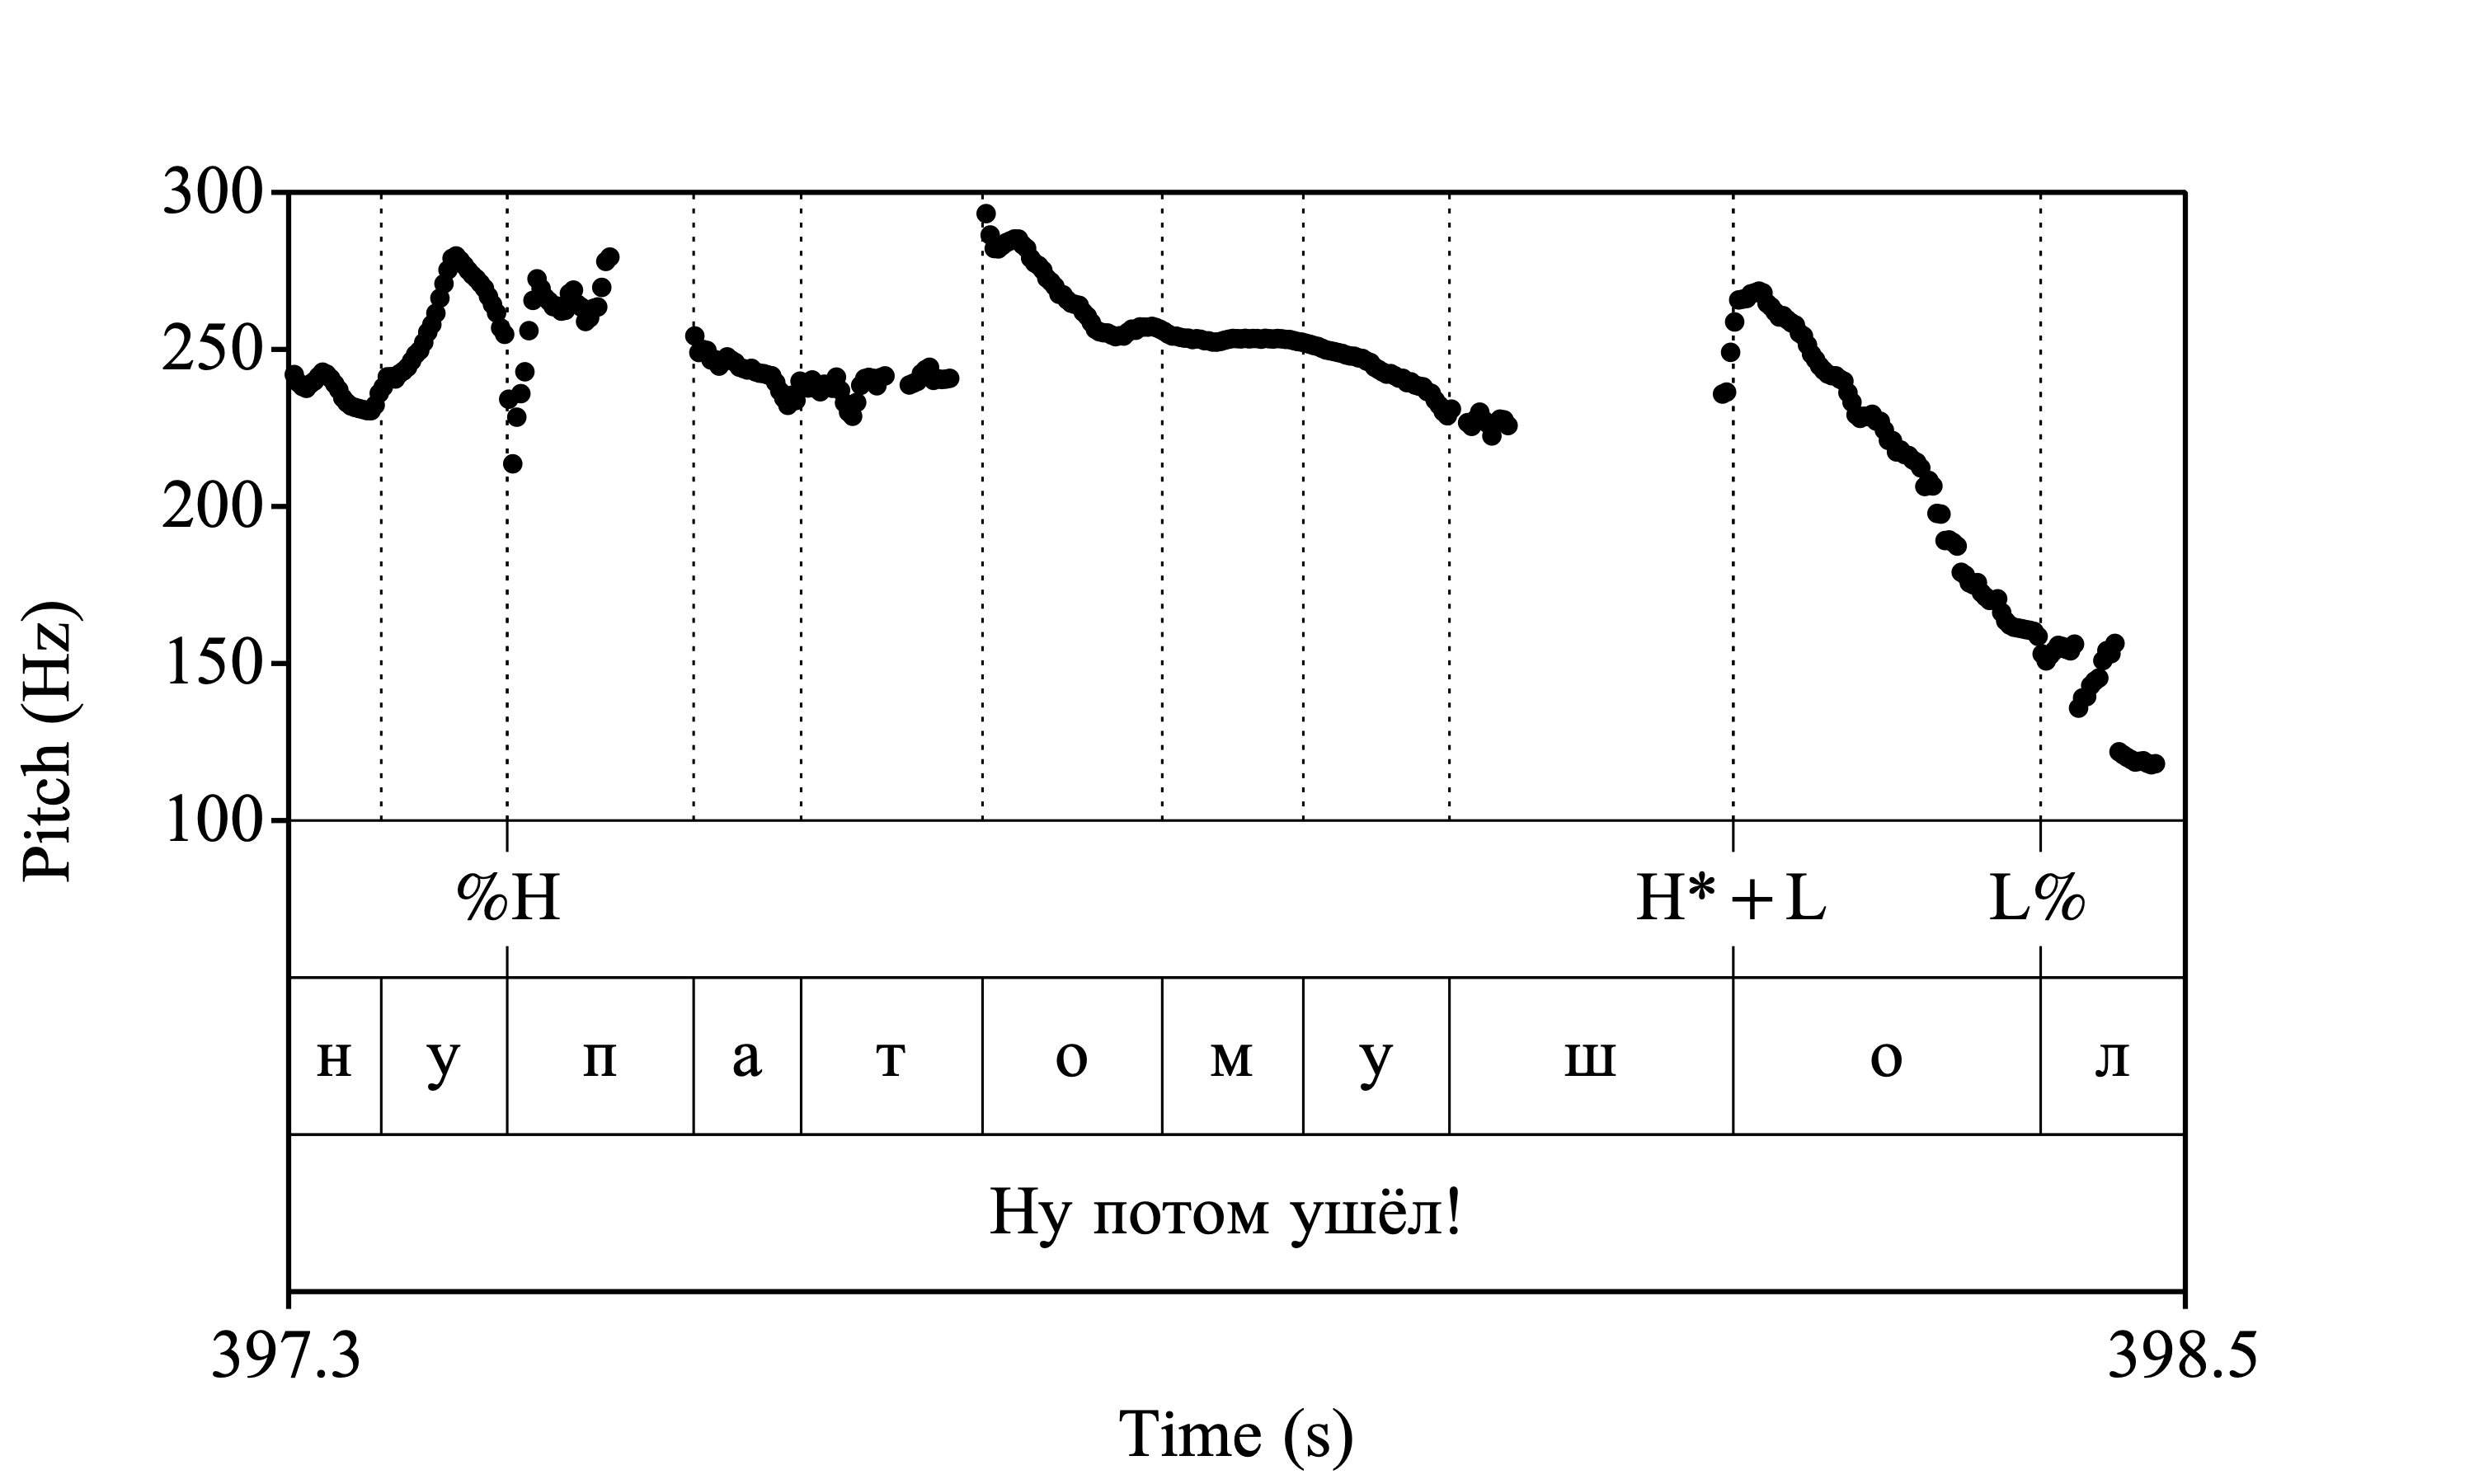 300
250
200
150
100
Pitch (Hz)
%H H*+L L%
н у п а т о м у ш о л
Ну потом ушёл!
397.3 398.5
Time (s)